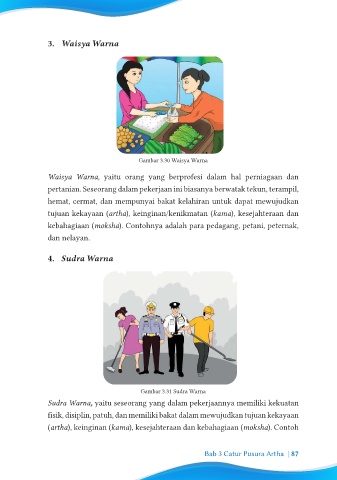 3. Waisya Warna
Gambar 3.30 Waisya Warna
Waisya Warna, yaitu orang yang berprofesi dalam hal perniagaan dan
pertanian. Seseorang dalam pekerjaan ini biasanya berwatak tekun, terampil,
hemat, cermat, dan mempunyai bakat kelahiran untuk dapat mewujudkan
tujuan kekayaan (artha), keinginan/kenikmatan (kama), kesejahteraan dan
kebahagiaan (moksha). Contohnya adalah para pedagang, petani, peternak,
dan nelayan.
4. Sudra Warna
Gambar 3.31 Sudra Warna
Sudra Warna, yaitu seseorang yang dalam pekerjaannya memiliki kekuatan
fisik, disiplin, patuh, dan memiliki bakat dalam mewujudkan tujuan kekayaan
(artha), keinginan (kama), kesejahteraan dan kebahagiaan (moksha). Contoh
Bab 3 Catur Pusura Artha | 87